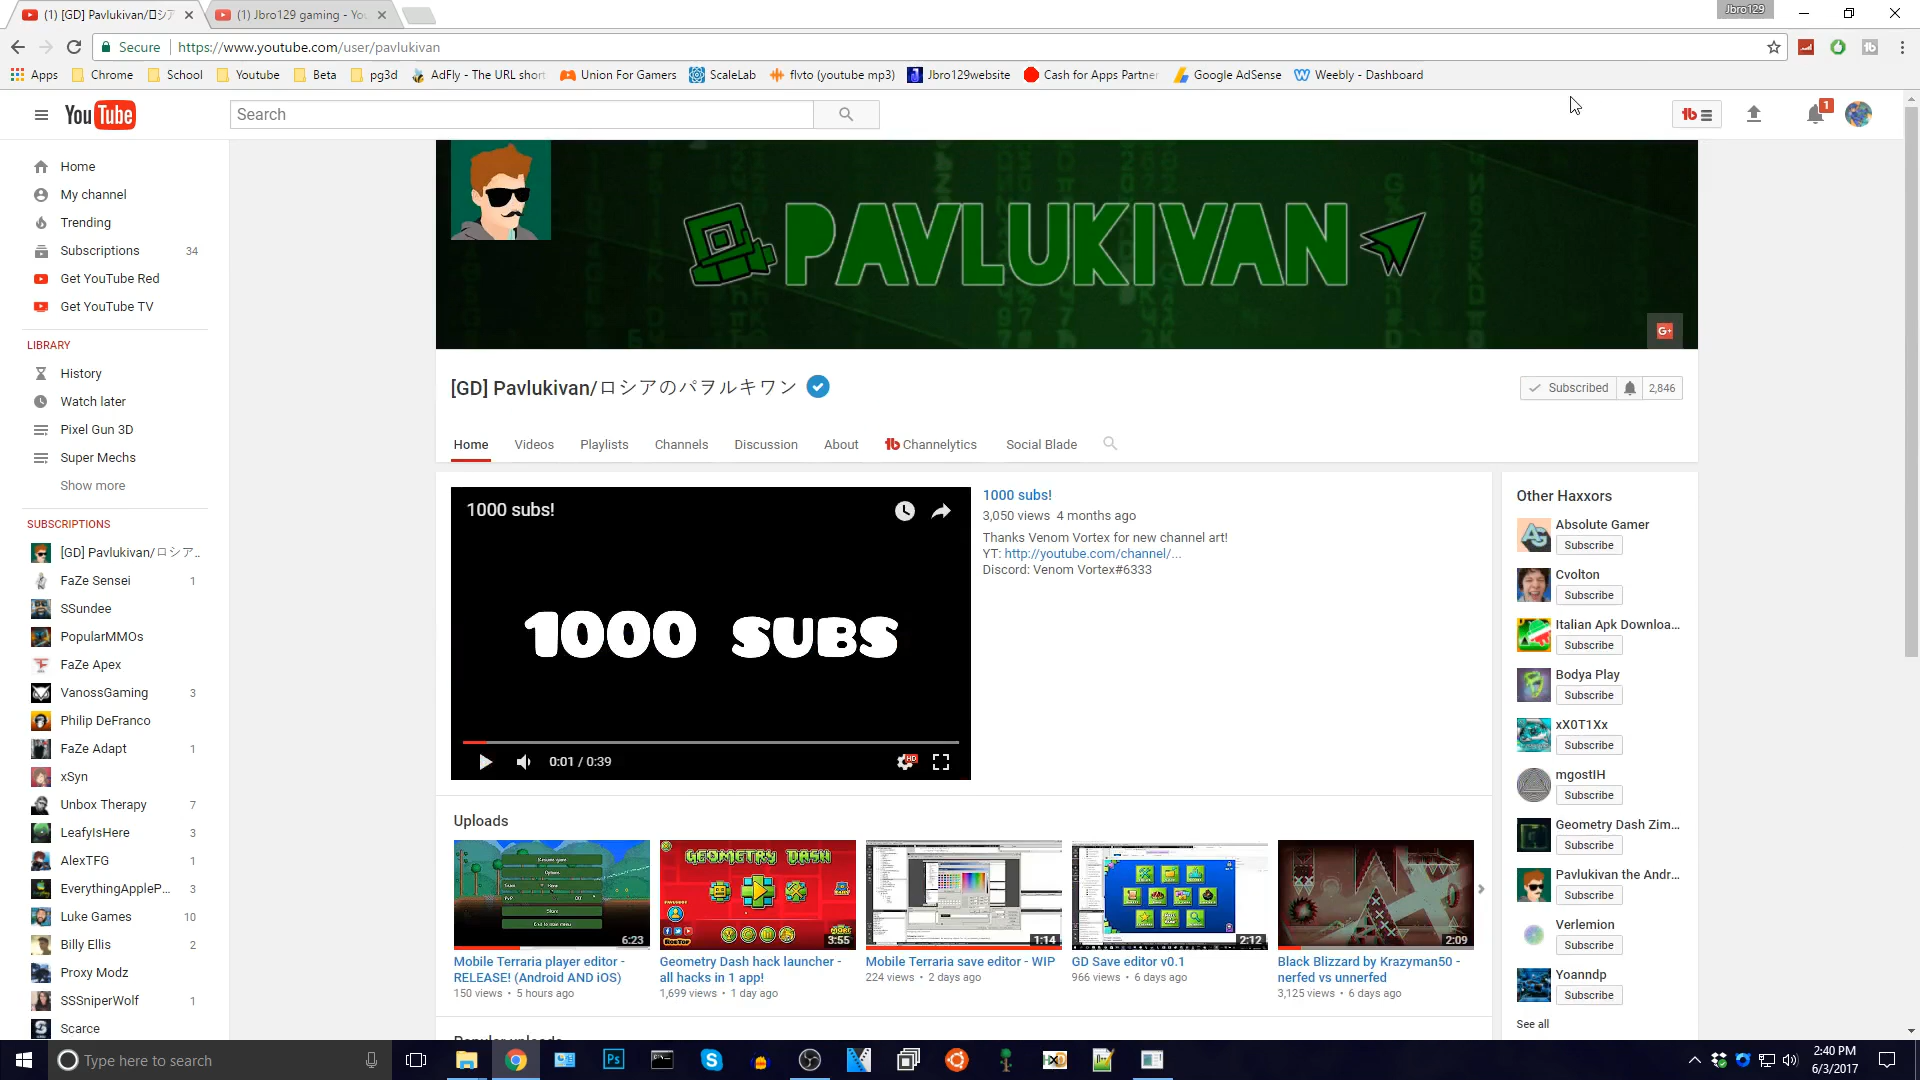 (1) [GD] Pavlukivan/ロシ
(1) Jbro129 gaming - You
Jbro129
Secure
https://www.youtube.com/user/pavlukivan
Apps
Chrome
School
Youtube
Beta
pg3d
AdFly - The URL short
Union For Gamers
ScaleLab
flvto (youtube mp3)
Jbro129website
Cash for Apps Partner
Google AdSense
Weebly - Dashboard
YouTube
Search
1
Home
My channel
Trending
Subscriptions 34
Get YouTube Red
Get YouTube TV
LIBRARY
History
Watch later
Pixel Gun 3D
Super Mechs
Show more
SUBSCRIPTIONS
[GD] Pavlukivan/ロシア...
FaZe Sensei 1
SSundee
PopularMMOs
FaZe Apex
VanossGaming 3
Philip DeFranco
FaZe Adapt 1
xSyn
Unbox Therapy 7
LeafyIsHere 3
AlexTFG 1
EverythingAppleP... 3
Luke Games 10
Billy Ellis 2
Proxy Modz
SSSniperWolf 1
Scarce
PAVLUKIVAN
G+
[GD] Pavlukivan/ロシアのパヲルキワン
Subscribed 2,846
Home
Videos
Playlists
Channels
Discussion
About
Channelytics
Social Blade
1000 subs!
1000 SUBS
0:01 / 0:39
HD
1000 subs!
3,050 views 4 months ago
Thanks Venom Vortex for new channel art!
YT: http://youtube.com/channel/...
Discord: Venom Vortex#6333
Uploads
6:23
Mobile Terraria player editor -
RELEASE! (Android AND iOS)
150 views • 5 hours ago
GEOMETRY DASH
3:55
Geometry Dash hack launcher -
all hacks in 1 app!
1,699 views • 1 day ago
1:14
Mobile Terraria save editor - WIP
224 views • 2 days ago
2:12
GD Save editor v0.1
966 views • 6 days ago
2:09
Black Blizzard by Krazyman50 -
nerfed vs unnerfed
3,125 views • 6 days ago
Other Haxxors
Absolute Gamer
Subscribe
Cvolton
Subscribe
Italian Apk Downloa...
Subscribe
Bodya Play
Subscribe
xX0T1Xx
Subscribe
mgostIH
Subscribe
Geometry Dash Zim...
Subscribe
Pavlukivan the Andr...
Subscribe
Verlemion
Subscribe
Yoanndp
Subscribe
See all
Type here to search
Ps
2:40 PM
6/3/2017